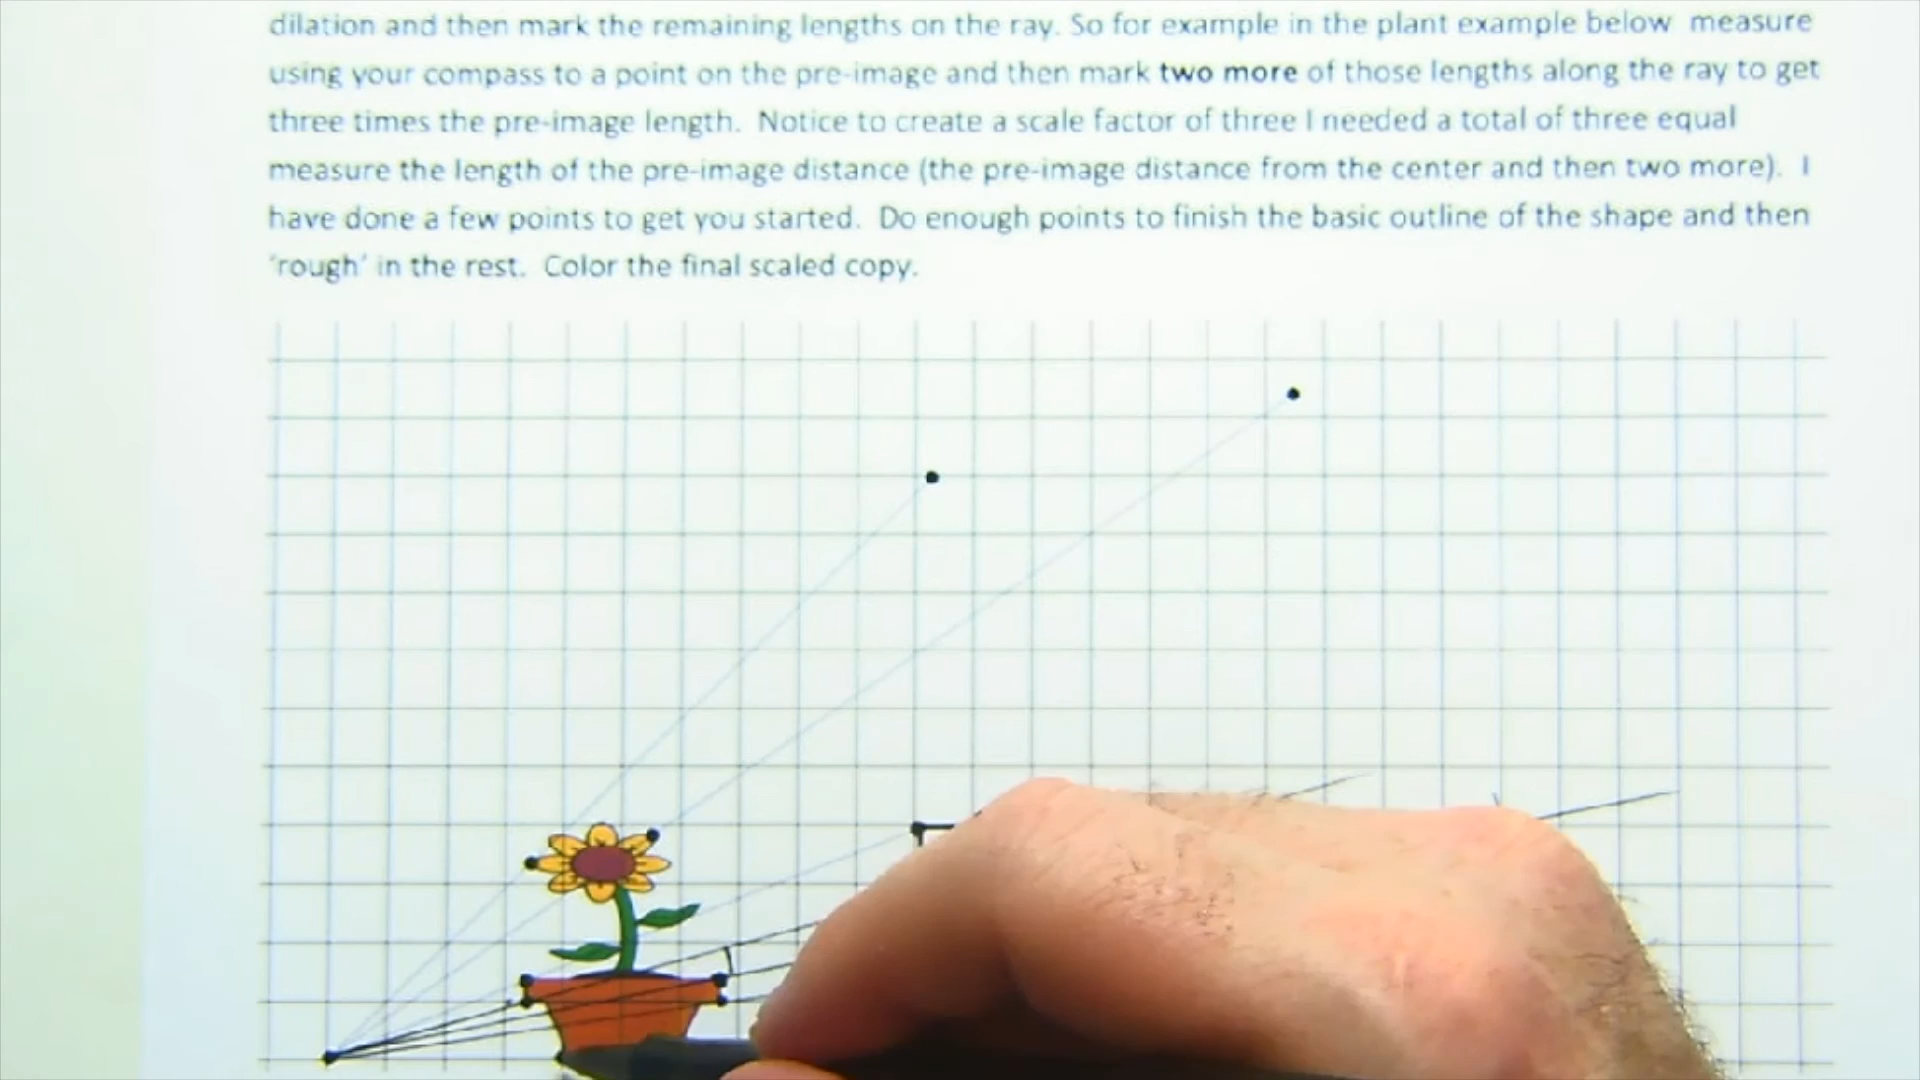 dilation and then mark the remaining lengths on the ray. So for example in the plant example below measure
using your compass to a point on the pre-image and then mark two more of those lengths along the ray to get
three times the pre-image length. Notice to create a scale factor of three I needed a total of three equal
measure the length of the pre-image distance (the pre-image distance from the center and then two more). I
have done a few points to get you started. Do enough points to finish the basic outline of the shape and then
‘rough’ in the rest. Color the final scaled copy.